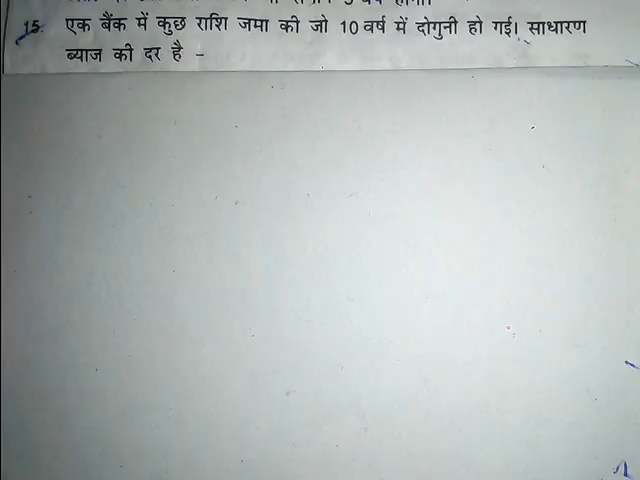 15. एक बैंक में कुछ राशि जमा की जो 10 वर्ष में दोगुनी हो गई। साधारण
ब्याज की दर है –